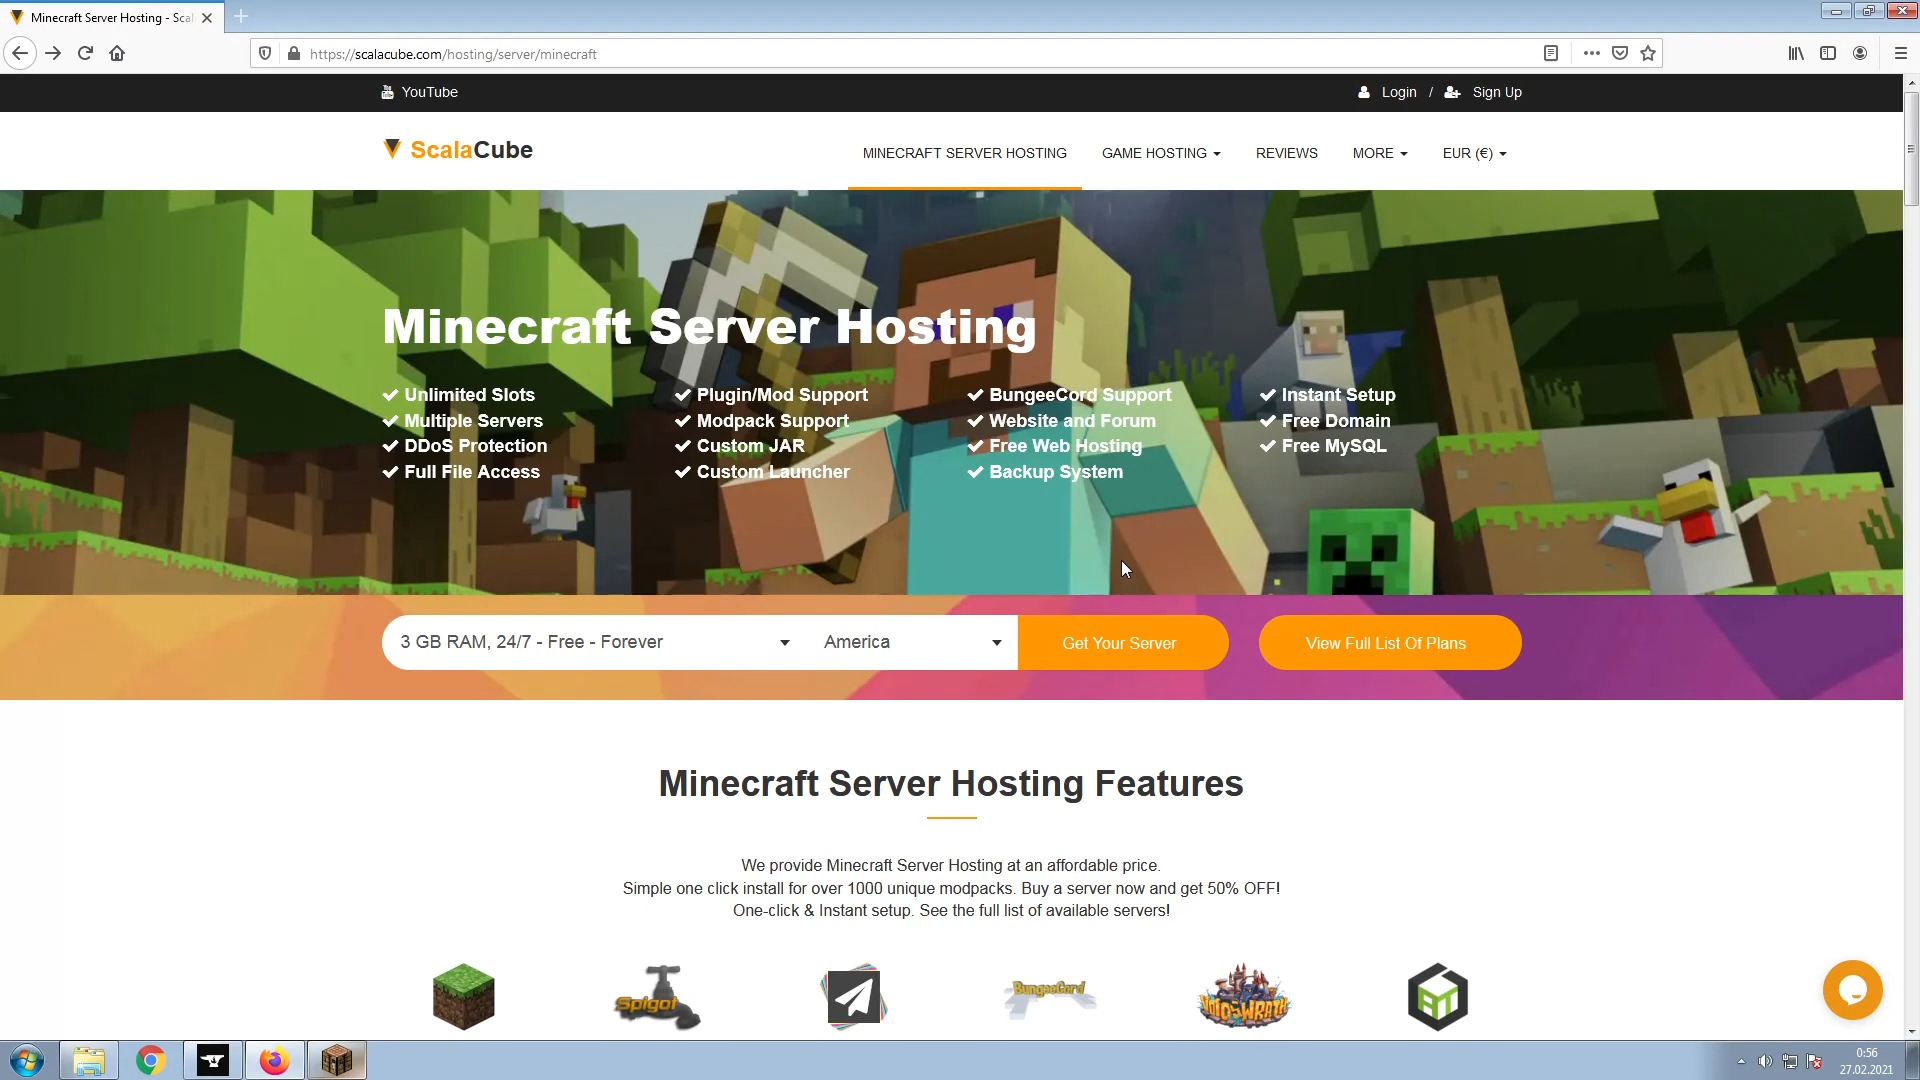 Minecraft Server Hosting - Scal
https://scalacube.com/hosting/server/minecraft
YouTube
Login / Sign Up
ScalaCube
MINECRAFT SERVER HOSTING
GAME HOSTING
REVIEWS
MORE
EUR (€)
Minecraft Server Hosting
Unlimited Slots
Plugin/Mod Support
BungeeCord Support
Instant Setup
Multiple Servers
Modpack Support
Website and Forum
Free Domain
DDoS Protection
Custom JAR
Free Web Hosting
Free MySQL
Full File Access
Custom Launcher
Backup System
3 GB RAM, 24/7 - Free - Forever
America
Get Your Server
View Full List Of Plans
Minecraft Server Hosting Features
We provide Minecraft Server Hosting at an affordable price.
Simple one click install for over 1000 unique modpacks. Buy a server now and get 50% OFF!
One-click & Instant setup. See the full list of available servers!
Spigot
BungeeCord
0:56
27.02.2021